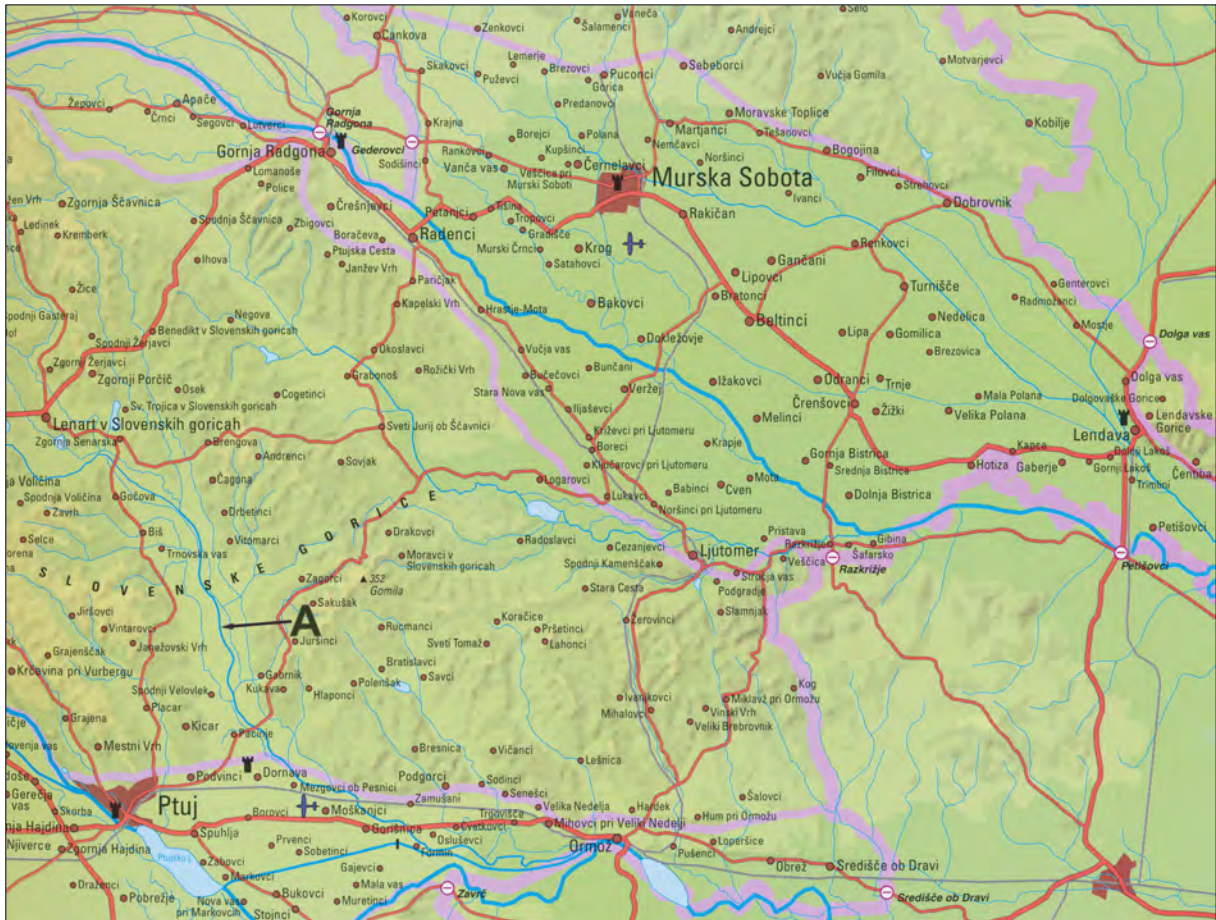 Korovci
Cankova
Zenkovci
Šalamenci
Vaneča
Selo
Andrejci
Motvarjevci
Skakovci
Lemerje
Puževci
Brezovci
Gorica
Puconci
Sebeborci
Vučja Gomila
Predanovci
Moravske Toplice
Kobilje
Žepovci
Črnci
Apače
Segovci
Lutverci
Gornja
Radgona
Gornja Radgona
Gederovci
Krajna
Sodišinci
Rankovci
Borejci
Polana
Kupšinci
Vanča vas
Vaščica pri
Murski Soboti
Černelavci
Martjanci
Nemčavci
Noršinci
Tešanovci
Bogojina
Filovci
Strehovci
Ivanci
Dobrovnik
Murska Sobota
Lomanoše
Police
Zgornja Ščavnica
Ledinek
Kremberk
Spodnja Ščavnica
Črešnjevci
Zbigovci
Boračeva
Ptujska Cesta
Janžev Vrh
Ihova
Žice
Petanjci
Tišina
Tropovci
Gradišče
Radenci
Murski Črnci
Krog
Satahovci
Rakičan
Paričjak
Kapelski Vrh
Hrastje-Mota
Bakovci
Lipovci
Gančani
Bratonci
Beltinci
Renkovci
Turnišče
Genterovci
Radmožanci
Mostje
Nedelica
Lipa
Gomilica
Brezovica
Dolga vas
Spodnji Gasteraj
Negova
Benedikt v Slovenskih goricah
Spodnji Žerjavci
Zgornji Žerjavci
Zgornji Porčič
Osek
Cogetinci
Okoslavci
Grabonoš
Rožički Vrh
Vučja vas
Bučečovci
Bunčani
Stara Nova vas
Dokležovje
Veržej
Ižakovci
Odranci
Trnje
Mala Polana
Črenšovci
Žižki
Velika Polana
Dolga vas
Dolgovaške Gorice
Lendavske
Gorice
Lendava
Sv. Trojica v Slovenskih goricah
Lenart v Slovenskih goricah
Zgornja Senarska
Brengova
Andrenci
Sveti Jurij ob Ščavnici
Sovjak
Iljaševci
Križevci pri Ljutomeru
Boreci
Ključarovci pri Ljutomeru
Melinci
Krapje
Gornja Bistrica
Srednja Bistrica
Dolnja Bistrica
Hotiza
Kapca
Gaberje
Dolnji Lakoš
Gornji Lakoš
Čentiba
Trimlini
Petišovci
Spodnja Voličina
Zavrh
Selce
Gočova
Čagona
Drbetinci
Biš
Vitomarci
Trnovska vas
Logarovci
Lukavci
Babinci
Cven
Mota
Noršinci pri Ljutomeru
Drakovci
Moravci v
Slovenskih goricah
Radoslavci
Cezanjevci
Spodnji Kamenščak
Ljutomer
Stara Cesta
Pristava
Razkrižje
Veščica
Šafarsko
Gibina
Razkrižje
Petišovci
Stročja vas
Podgradje
Slamnjak
SLOVENSKE GORICE
Zagorci
352
Gomila
Sakušak
A
Jiršovci
Vintarovci
Grajenščak
Janežovski Vrh
Krčevina pri Vurbergu
Juršinci
Rucmanci
Koračice
Pršetinci
Sveti Tomaž
Lahonci
Žerovinci
Bratislavci
Polenšak
Savci
Gabrnik
Kukava
Hlaponci
Spodnji Velovlek
Placar
Grajena
Kicar
Mestni Vrh
Pacinje
Ivanjkovci
Mihalovci
Kog
Miklavž pri Ormožu
Vinski Vrh
Veliki Brebrovnik
Bresnica
Vičanci
Lešnica
Podvinci
Dornava
Mezgovci ob Pesnici
Podgorci
Sodinci
Senešci
Zamušani
Trgovišče
Velika Nedelja
Hardek
Šalovci
Hum pri Ormožu
Gerečja
vas
Skorba
Ptuj
Borovci
Moškanjci
Gorišnica
Cvetkovci
Osluševci
Formin
Mihovci pri Veliki Nedelji
Ormož
Pušenci
Loperšice
Obrež
Središče ob Dravi
Središče ob Dravi
Njiverce
Zgornja Hajdina
Spuhlja
Prvenci
Sobetinci
Zabovci
Markovci
Ptujsko j.
Draženci
Pobrežje
Nova vas
pri Markovcih
Bukovci
Stojnci
Gajevci
Mala vas
Muretinci
Zavrč